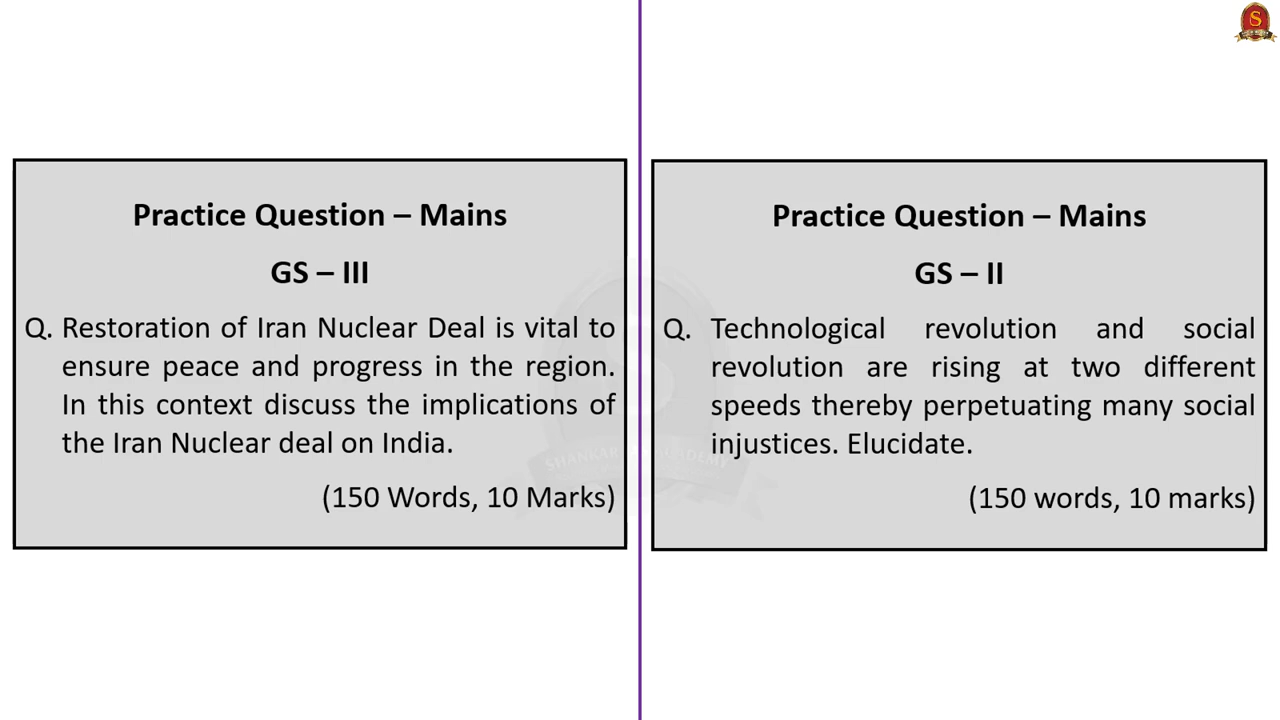 Practice Question – Mains
GS – III
Q. Restoration of Iran Nuclear Deal is vital to
ensure peace and progress in the region.
In this context discuss the implications of
the Iran Nuclear deal on India.
(150 Words, 10 Marks)
Practice Question – Mains
GS – II
Q. Technological revolution and social
revolution are rising at two different
speeds thereby perpetuating many social
injustices. Elucidate.
(150 words, 10 marks)
S